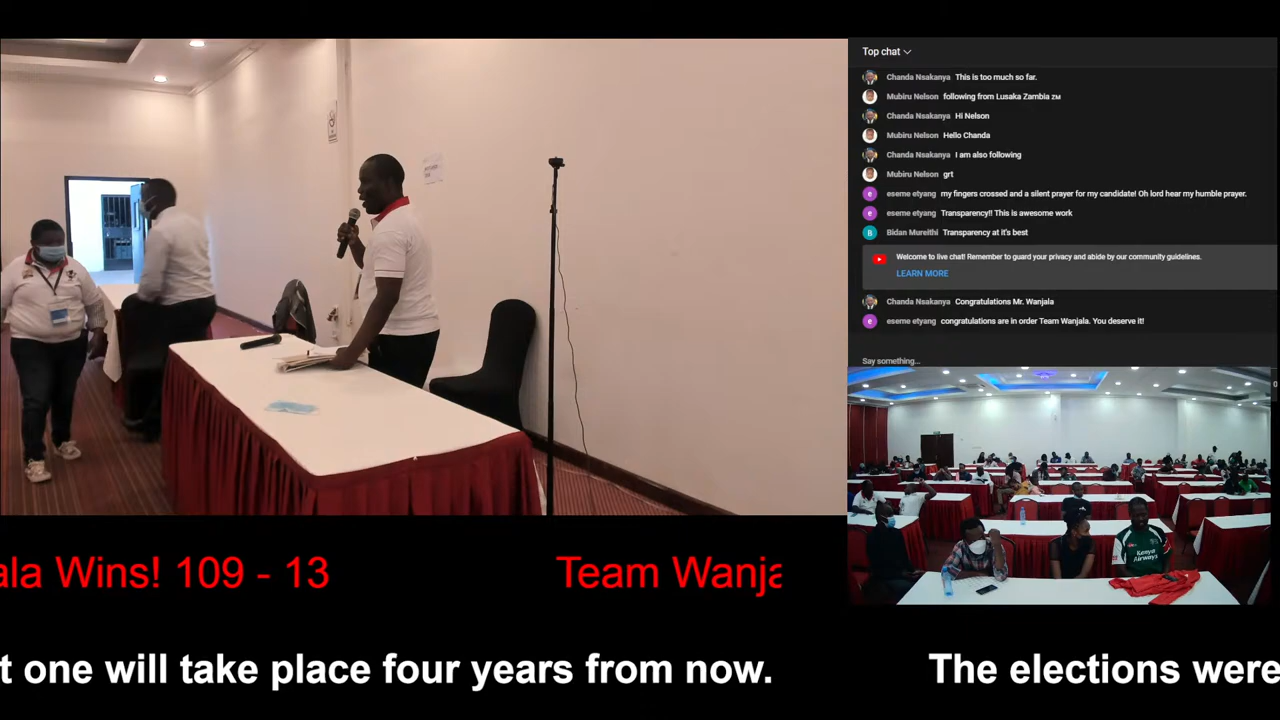 Top chat
Chanda Nsakanya This is too much so far.
Mubiru Nelson following from Lusaka Zambia ZM
Chanda Nsakanya Hi Nelson
Mubiru Nelson Hello Chanda
Chanda Nsakanya I am also following
Mubiru Nelson grt
e eseme etyang my fingers crossed and a silent prayer for my candidate! Oh lord hear my humble prayer.
e eseme etyang Transparency!! This is awesome work
B Bidan Mureithi Transparency at it's best
Welcome to live chat! Remember to guard your privacy and abide by our community guidelines.
LEARN MORE
Chanda Nsakanya Congratulations Mr. Wanjala
e eseme etyang congratulations are in order Team Wanjala. You deserve it!
Say something...
0
Kenya
Airways
ala Wins! 109 - 13 Team Wanja
t one will take place four years from now. The elections were